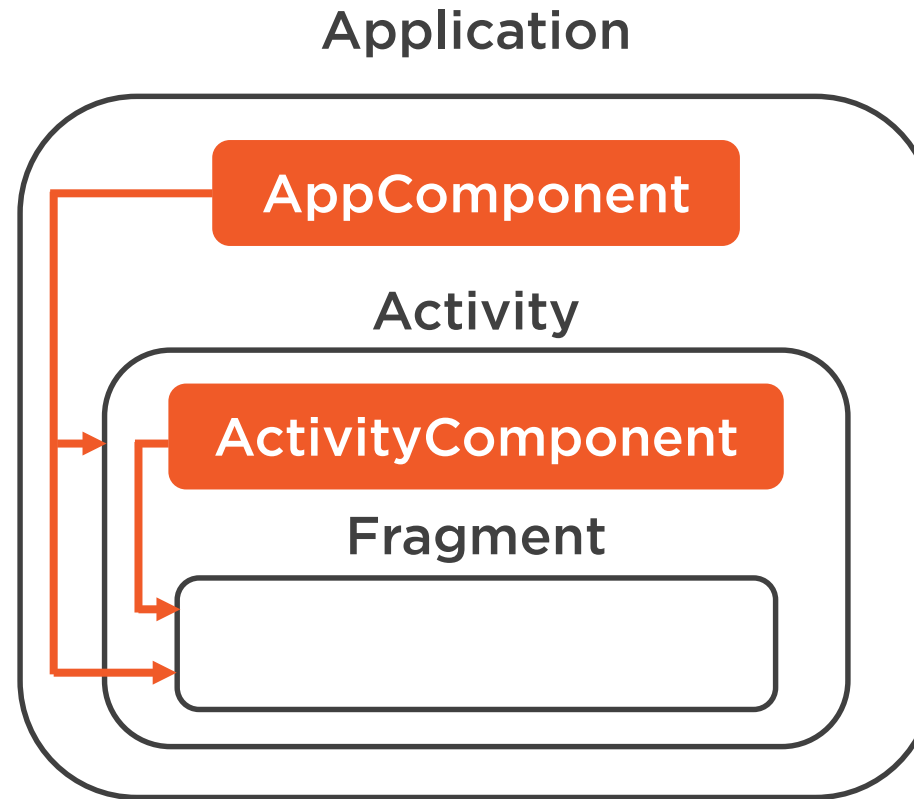 Application
AppComponent
Activity
ActivityComponent
Fragment